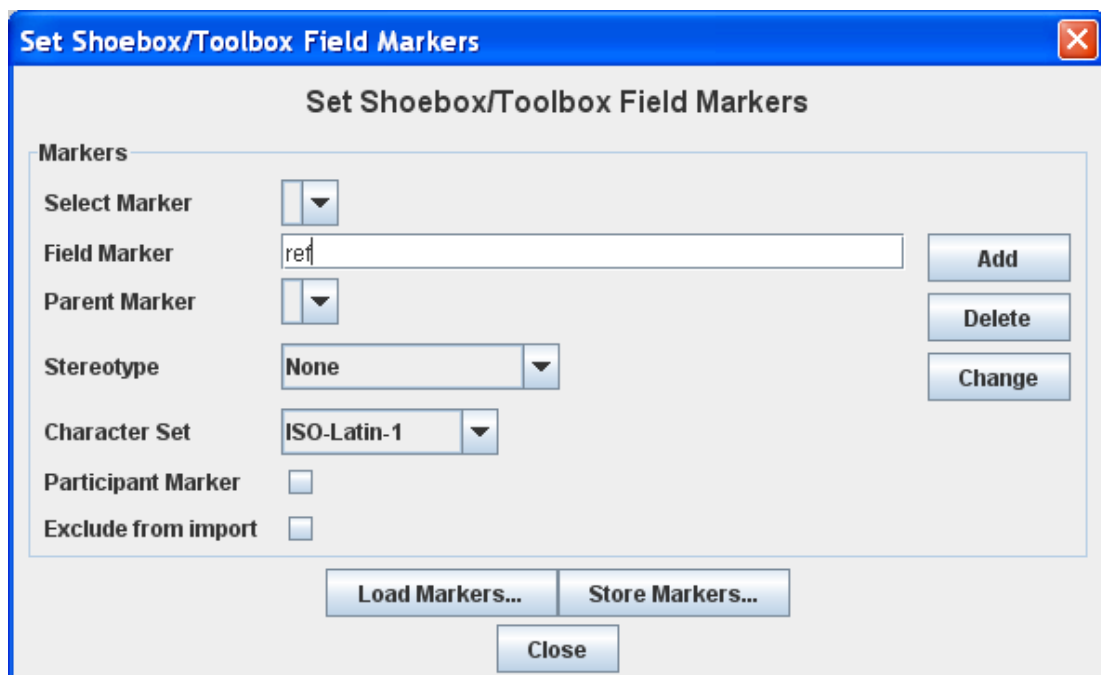 Set Shoebox/Toolbox Field Markers
Set Shoebox/Toolbox Field Markers
Markers
Select Marker
Field Marker ref Add
Parent Marker
Delete
Stereotype None
Change
Character Set ISO-Latin-1
Participant Marker
Exclude from import
Load Markers... Store Markers...
Close